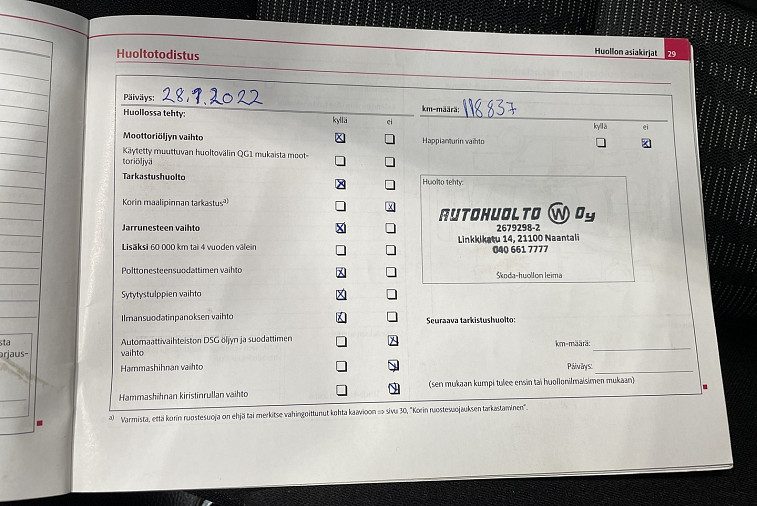 Huollon asiakirjat 29
Huoltotodistus
Päiväys: 28.9.2022
km-määrä: 118837
Huollossa tehty:
kyllä ei
kyllä ei
Moottoriöljyn vaihto
Happianturin vaihto
Käytetty muuttuvan huoltovälin QG1 mukaista moot-
toriöljyä
Tarkastushuolto
Huolto tehty:
Korin maalipinnan tarkastus a)
AUTOHUOLTO W Oy
2679298-2
Linkkikatu 14, 21100 Naantali
040 661 7777
Skoda-huollon leima
Jarrunesteen vaihto
Lisäksi 60 000 km tai 4 vuoden välein
Polttonesteensuodattimen vaihto
Sytytystulppien vaihto
Ilmansuodatinpanoksen vaihto
Seuraava tarkistushuolto:
Automaattivaihteiston DSG öljyn ja suodattimen
vaihto
km-määrä:
Hammashihnan vaihto
Päiväys:
Hammashihnan kiristinrullan vaihto
(sen mukaan kumpi tulee ensin tai huollonilmaisimen mukaan)
a) Varmista, että korin ruostesuoja on ehjä tai merkitse vahingoittunut kohta kaavioon ⇒ sivu 30, "Korin ruostesuojauksen tarkastaminen".
sta
orjaus-